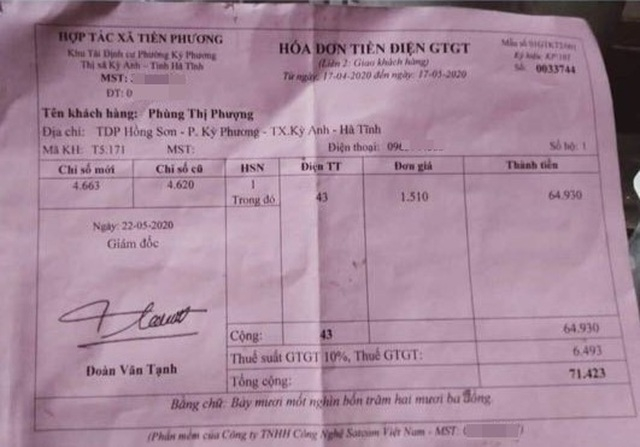 HỢP TÁC XÃ TIÊN PHƯƠNG
Khu Tái Định cư Phường Kỳ Phương
Thị xã Kỳ Anh - Tỉnh Hà Tĩnh
MST:
ĐT: 0
HÓA ĐƠN TIỀN ĐIỆN GTGT
(Liên 2: Giao khách hàng)
Từ ngày: 17-04-2020 đến ngày: 17-05-2020
Mẫu số
Ký hiệu:
Số: 0033744
Tên khách hàng: Phùng Thị Phượng
Địa chỉ: TDP Hồng Sơn - P. Kỳ Phương - TX.Kỳ Anh - Hà Tĩnh
Mã KH: T5.171 MST: Điện thoại: 09 Số hộ: 1
Chỉ số mới Chỉ số cũ HSN Điện TT Đơn giá Thành tiền
4.663 4.620 1
Trong đó 43 1.510 64.930
Ngày: 22-05-2020
Giám đốc
Đoàn Văn Tạnh
Cộng: 43 64.930
Thuế suất GTGT 10%, Thuế GTGT: 6.493
Tổng cộng: 71.423
Bằng chữ: Bảy mươi mốt nghìn bốn trăm hai mươi ba đồng.
(Phần mềm của Công ty TNHH Công Nghệ Satcom Việt Nam - MST: